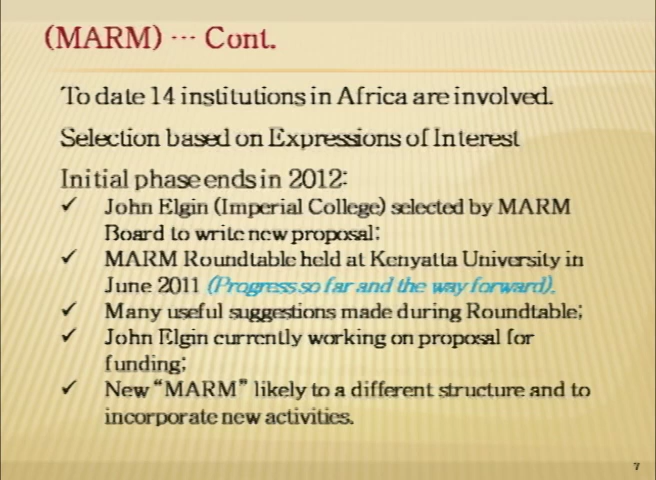 (MARM) ··· Cont.
To date 14 institutions in Africa are involved.
Selection based on Expressions of Interest
Initial phase ends in 2012:
✓ John Elgin (Imperial College) selected by MARM
Board to write new proposal;
✓ MARM Roundtable held at Kenyatta University in
June 2011 (Progress so far and the way forward).
✓ Many useful suggestions made during Roundtable;
✓ John Elgin currently working on proposal for
funding;
✓ New “MARM” likely to a different structure and to
incorporate new activities.
7